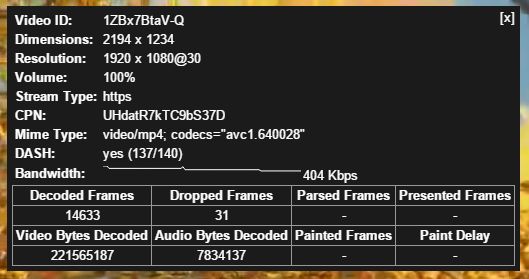 [x]
Video ID: 1ZBx7BtaV-Q
Dimensions: 2194 x 1234
Resolution: 1920 x 1080@30
Volume: 100%
Stream Type: https
CPN: UHdatR7kTC9bS37D
Mime Type: video/mp4; codecs="avc1.640028"
DASH: yes (137/140)
Bandwidth: 404 Kbps
Decoded Frames Dropped Frames Parsed Frames Presented Frames
14633 31 - -
Video Bytes Decoded Audio Bytes Decoded Painted Frames Paint Delay
221565187 7834137 - -